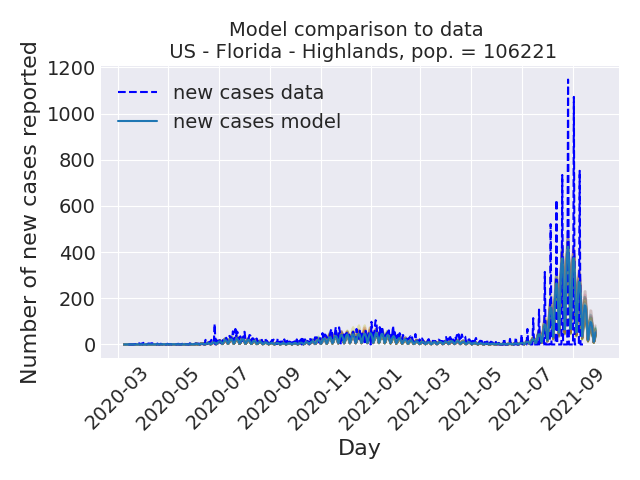 Model comparison to data
US - Florida - Highlands, pop. = 106221
Number of new cases reported
1200
1000
800
600
400
200
0
new cases data
new cases model
2020-03
2020-05
2020-07
2020-09
2020-11
2021-01
2021-03
2021-05
2021-07
2021-09
Day